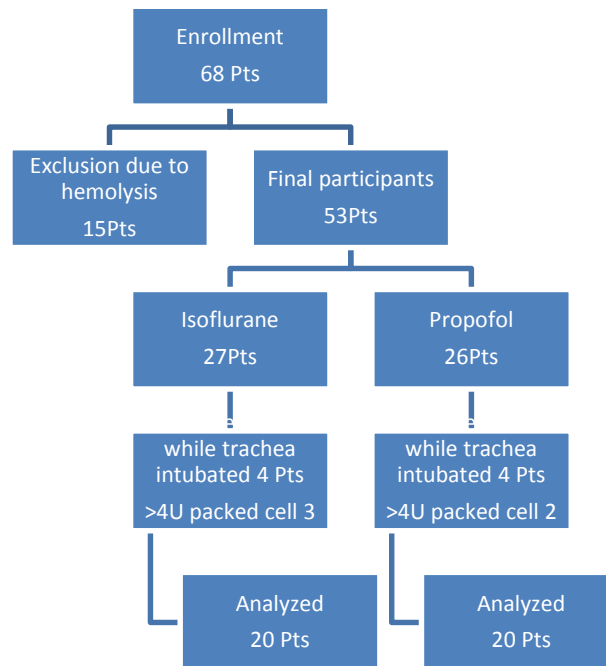 Enrollment
68 Pts
Exclusion due to
hemolysis
15Pts
Final participants
53Pts
Isoflurane
27Pts
Propofol
26Pts
while trachea
intubated 4 Pts
>4U packed cell 3
while trachea
intubated 4 Pts
>4U packed cell 2
Analyzed
20 Pts
Analyzed
20 Pts